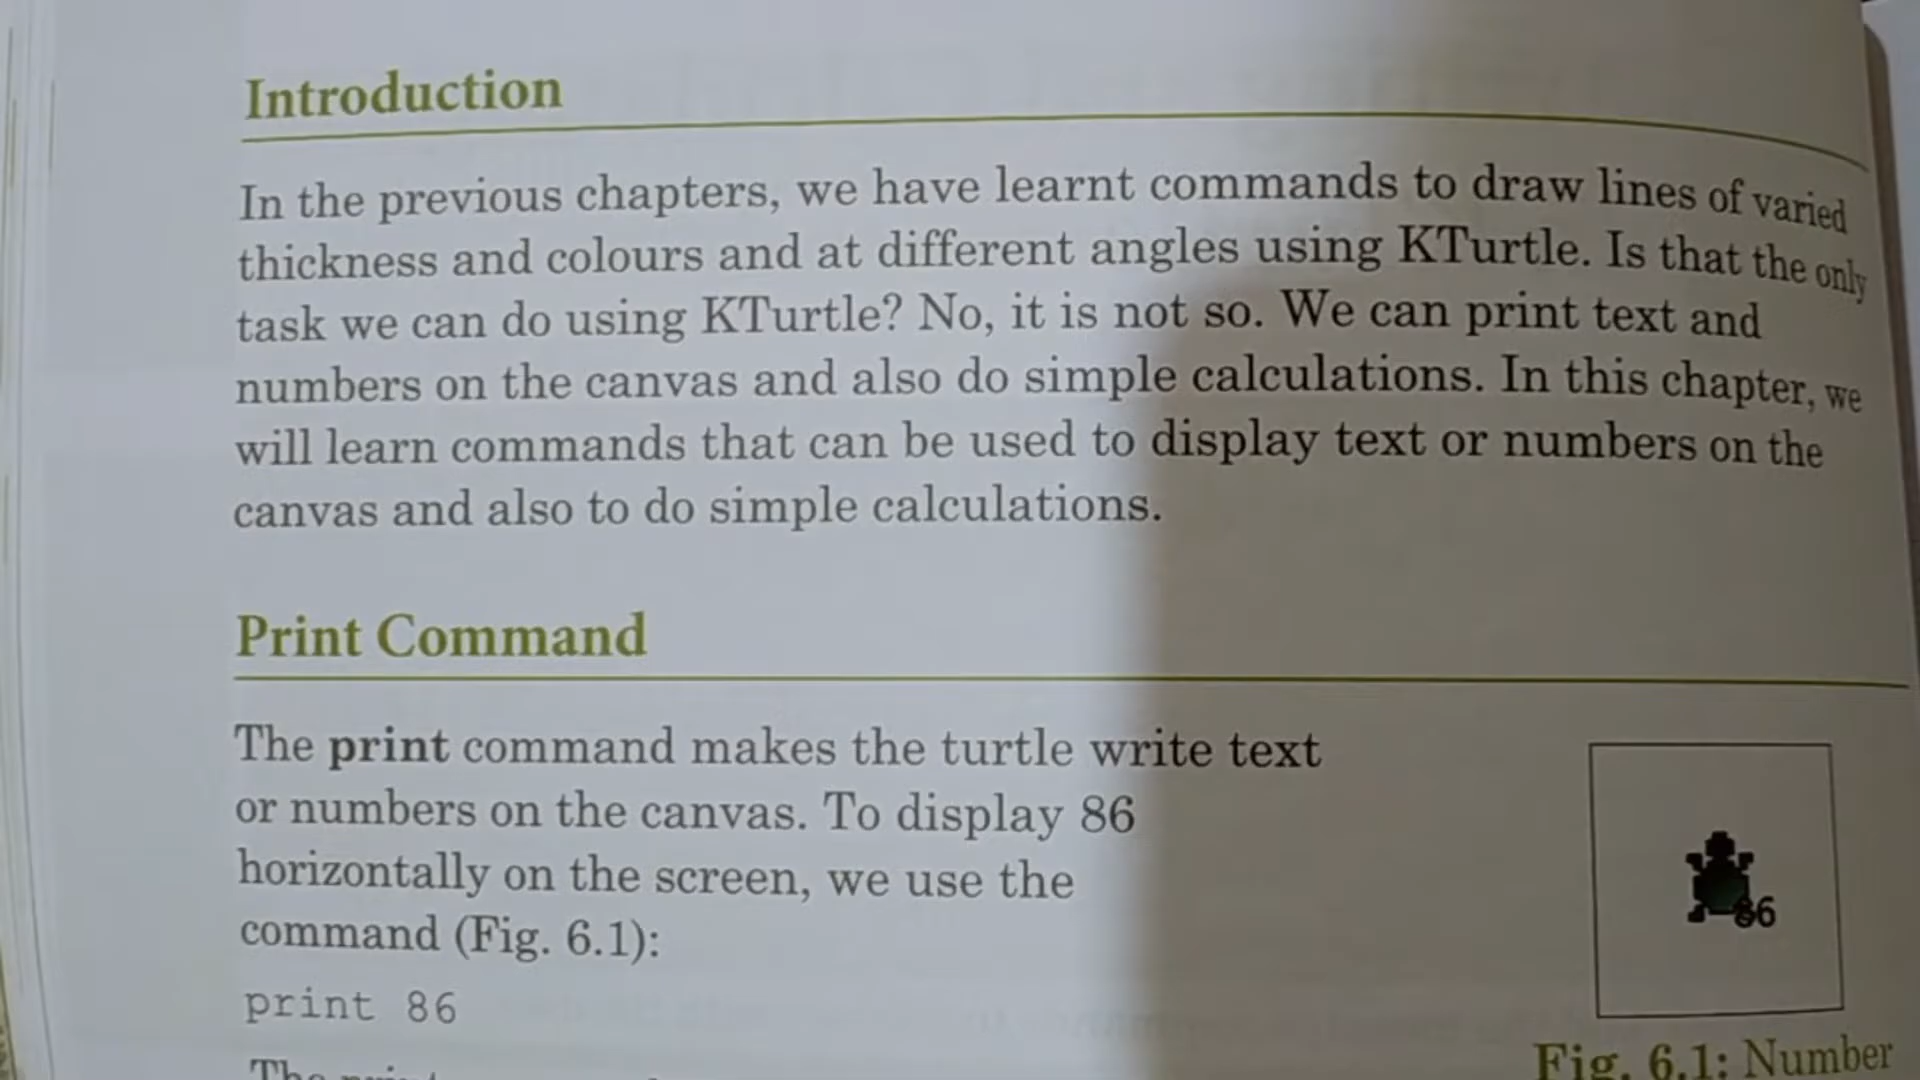 Introduction
In the previous chapters, we have learnt commands to draw lines of varied
thickness and colours and at different angles using KTurtle. Is that the only
task we can do using KTurtle? No, it is not so. We can print text and
numbers on the canvas and also do simple calculations. In this chapter, we
will learn commands that can be used to display text or numbers on the
canvas and also to do simple calculations.
Print Command
The print command makes the turtle write text
or numbers on the canvas. To display 86
horizontally on the screen, we use the
command (Fig. 6.1):
print 86
86
Fig. 6.1: Number
The